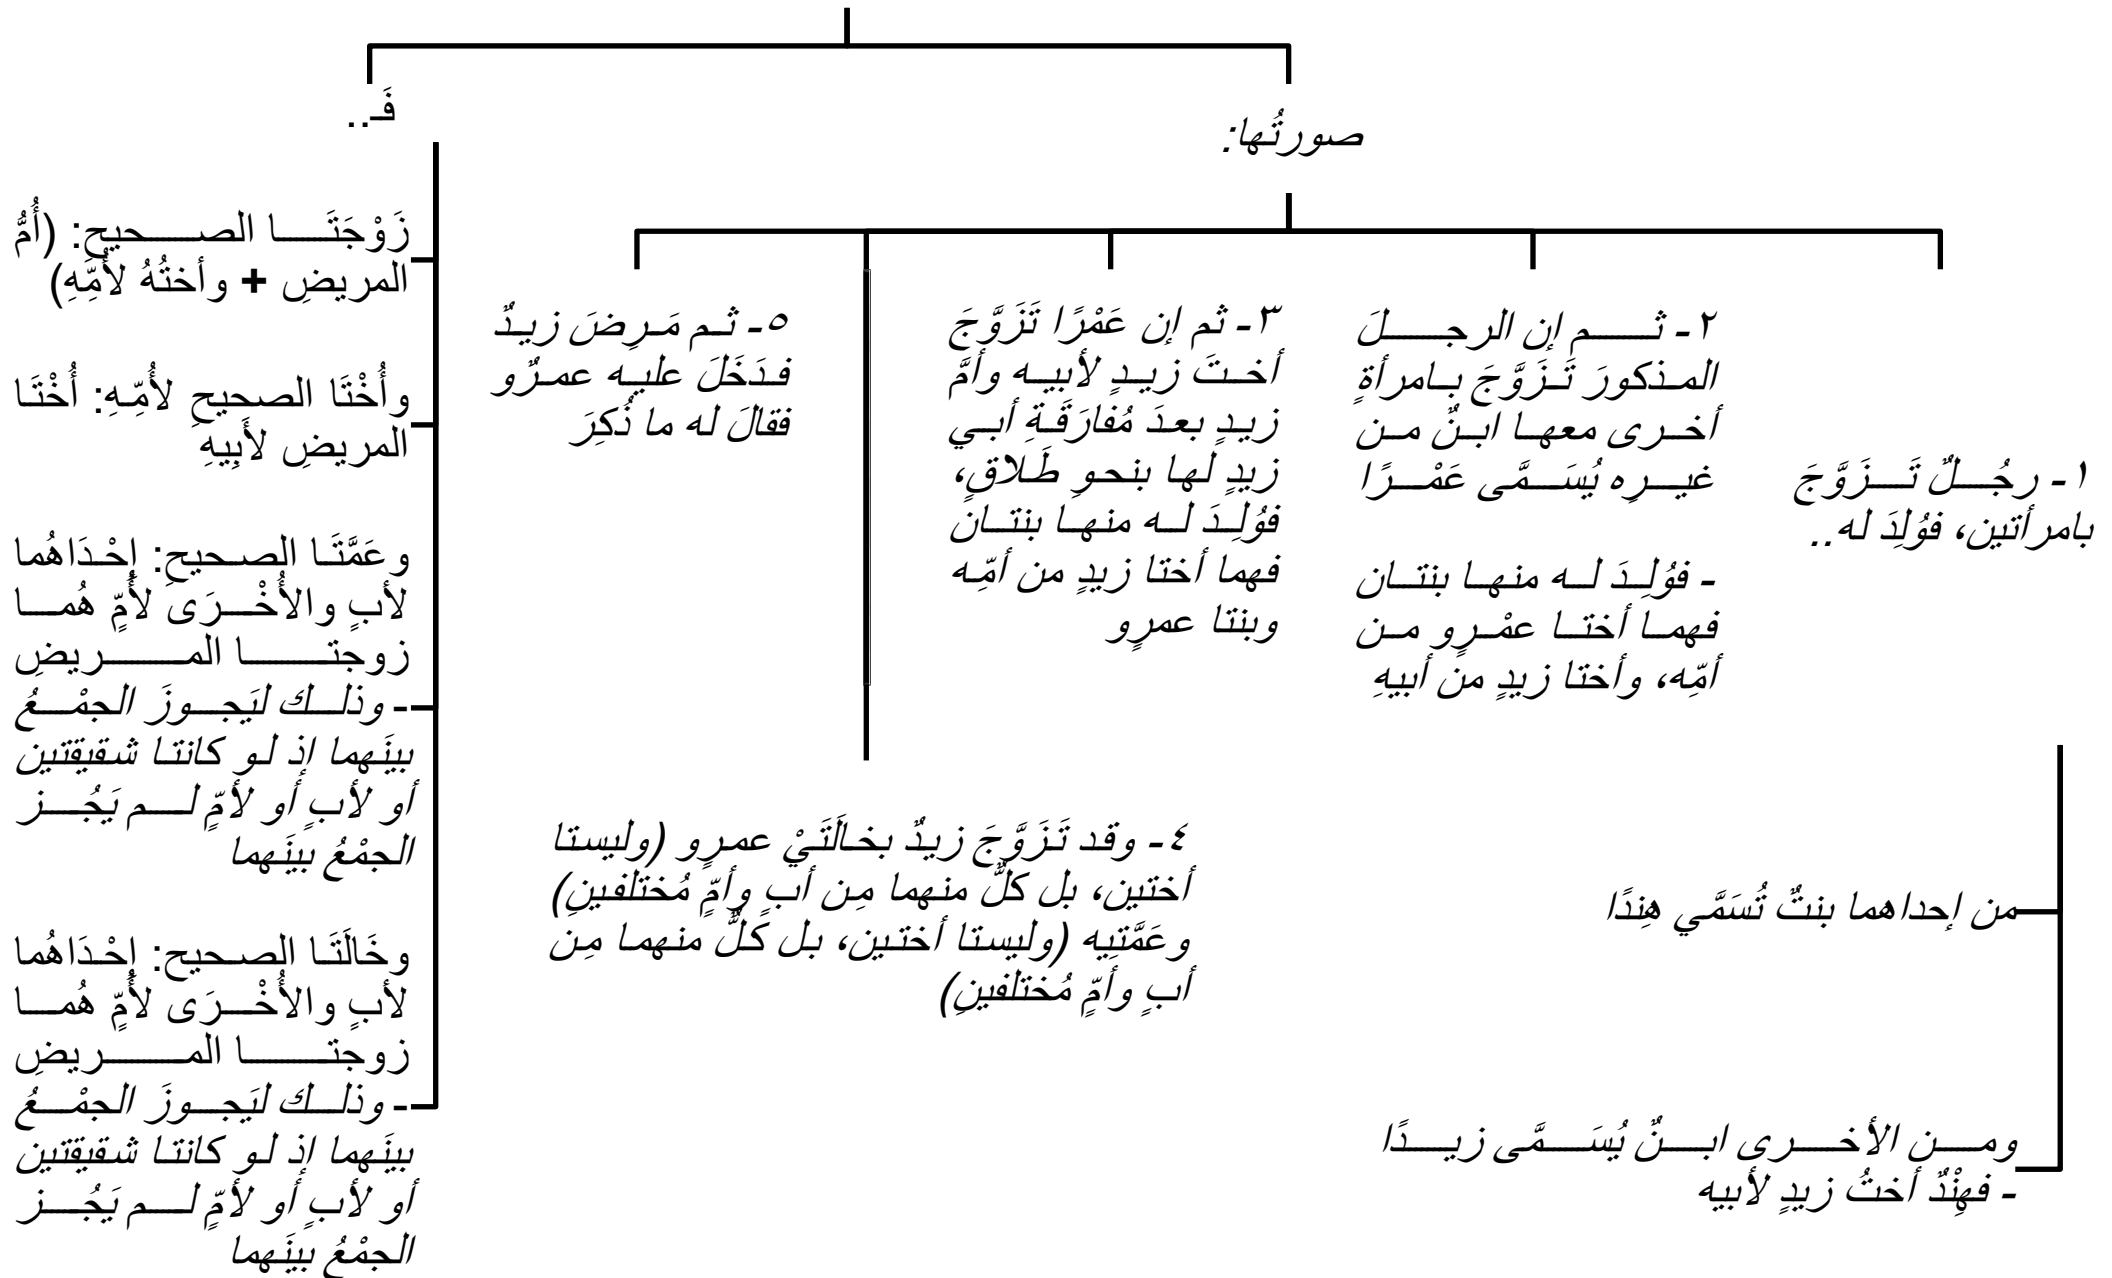 صورتُها:
١- رجُلٌ تَزَوَّجَ
بامرأتين، فوُلِدَ له..
من إحداهما بنتٌ تُسَمَّي هِندًا
ومن الأخرى ابنٌ يُسَمَّى زيدًا
- فهِنْدٌ أختُ زيدٍ لأبيه
٢- ثم إن الرجلَ
المذكورَ تَزَوَّجَ بامرأةٍ
أخرى معها ابنٌ من
غيرِه يُسَمَّى عَمْرًا
- فوُلِدَ له منها بنتان
فهما أختا عمْرٍو من
أمِّه، وأختا زيدٍ من أبيهِ
٣- ثم إن عَمْرًا تَزَوَّجَ
أختَ زيدٍ لأبيه وأمَّ
زيدٍ بعدَ مُفارَقَةِ أبي
زيدٍ لها بنحوِ طَلاقٍ،
فوُلِدَ له منها بنتان
فهما أختا زيدٍ من أمِّه
وبنتا عمرٍو
٤- وقد تَزَوَّجَ زيدٌ بخالَتَيْ عمرٍو (وليستا
أختين، بل كلٌّ منهما مِن أبٍ وأمٍّ مُختلفينِ)
وعَمَّتِيه (وليستا أختين، بل كلٌّ منهما مِن
أبٍ وأمٍّ مُختلفينِ)
٥- ثم مَرِضَ زيدٌ
فدَخَلَ عليه عمرٌو
فقالَ له ما ذُكِرَ
فَـ..
زَوْجَتَا الصحيحِ: (أُمُّ
المريضِ + وأختُهُ لأُمِّهِ)
وأُخْتَا الصحيحِ لأُمِّهِ: أُخْتَا
المريضِ لأَبِيهِ
وعَمَّتَا الصحيحِ: إِحْدَاهُما
لأبٍ والأُخْرَى لأُمٍّ هُما
زوجتا المريضِ
- وذلك ليَجوزَ الجمْعُ
بينَهما إذ لو كانتا شقيقتين
أو لأبٍ أو لأمٍّ لم يَجُز
الجمْعُ بينَهما
وخَالَتَا الصحيح: إِحْدَاهُما
لأبٍ والأُخْرَى لأُمٍّ هُما
زوجتا المريضِ
- وذلك ليَجوزَ الجمْعُ
بينَهما إذ لو كانتا شقيقتين
أو لأبٍ أو لأمٍّ لم يَجُز
الجمْعُ بينَهما